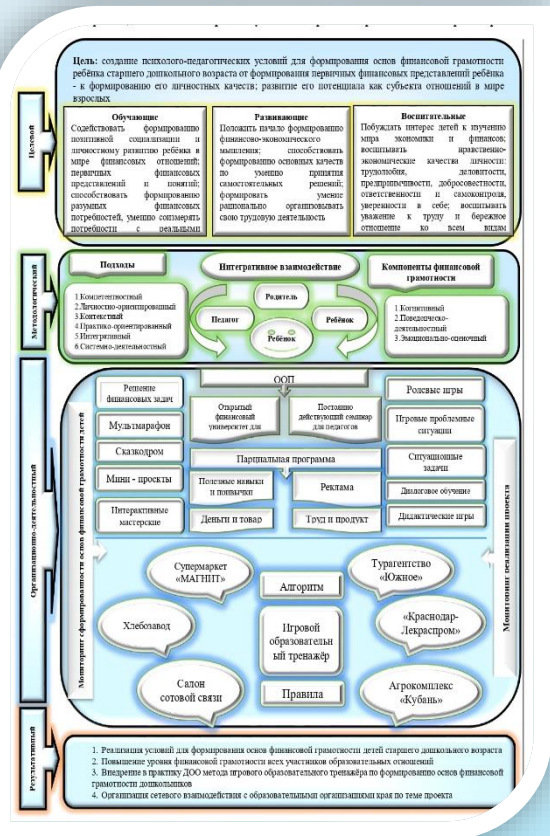 Цель: создание психолого-педагогических условий для формирования основ финансовой грамотности
ребёнка старшего дошкольного возраста от формирования первичных финансовых представлений ребёнка
- к формированию его личностных качеств; развитие его потенциала как субъекта отношений в мире
взрослых
Целевой
Обучающие
Содействовать формированию
позитивной социализации и
личностному развитию ребёнка в
мире финансовых отношений;
первичных финансовых
представлений и понятий;
способствовать формированию
разумных финансовых
потребностей, умению соизмерять
потребности с реальными
Развивающие
Положить начало формированию
финансово-экономического
мышления; способствовать
формированию основных качеств
по умению принятия
самостоятельных решений;
формировать умение
рационально организовывать
свою трудовую деятельность
Воспитательные
Побуждать интерес детей к изучению
мира экономики и финансов;
воспитывать нравственно-
экономические качества личности:
трудолюбия, деловитости,
предприимчивости, добросовестности,
ответственности и самоконтроля,
уверенности в себе; воспитывать
уважение к труду и бережное
отношение ко всем видам
Методологический
Подходы
1.Компетентностный
2.Личностно-ориентированный
3.Контекстный
4.Практико-ориентированный
5.Интегративный
6 Системно-деятельностный
Интегративное взаимодействие
Родитель
Педагог
Ребёнок
Ребёнок
Компоненты финансовой
грамотности
1.Когнитивный
2.Поведенческо-
деятельностный
3.Эмоционально-оценочный
Организационно-деятельностный
Мониторинг сформированности основ финансовой грамотности детей
Решение
финансовых задач
Мультмарафон
Сказкодром
Мини - проекты
Интерактивные
мастерские
ООП
Открытый
финансовый
университет для
Постоянно
действующий семинар
для педагогов
Парциальная программа
Полезные навыки
и привычки
Реклама
Деньги и товар
Труд и продукт
Ролевые игры
Игровые проблемные
ситуации
Ситуационные
задачи
Диалоговое обучение
Дидактические игры
Мониторинг реализации проекта
Супермаркет
«МАГНИТ»
Хлебозавод
Салон
сотовой связи
Алгоритм
Игровой
образовательн
ый тренажёр
Правила
Турагентство
«Южное»
«Краснодар-
Лекраспром»
Агрокомплекс
«Кубань»
Результативный
1. Реализация условий для формирования основ финансовой грамотности детей старшего дошкольного возраста
2. Повышение уровня финансовой грамотности всех участников образовательных отношений
3. Внедрение в практику ДОО метода игрового образовательного тренажёра по формированию основ финансовой
грамотности дошкольников
4. Организация сетевого взаимодействия с образовательными организациями края по теме проекта